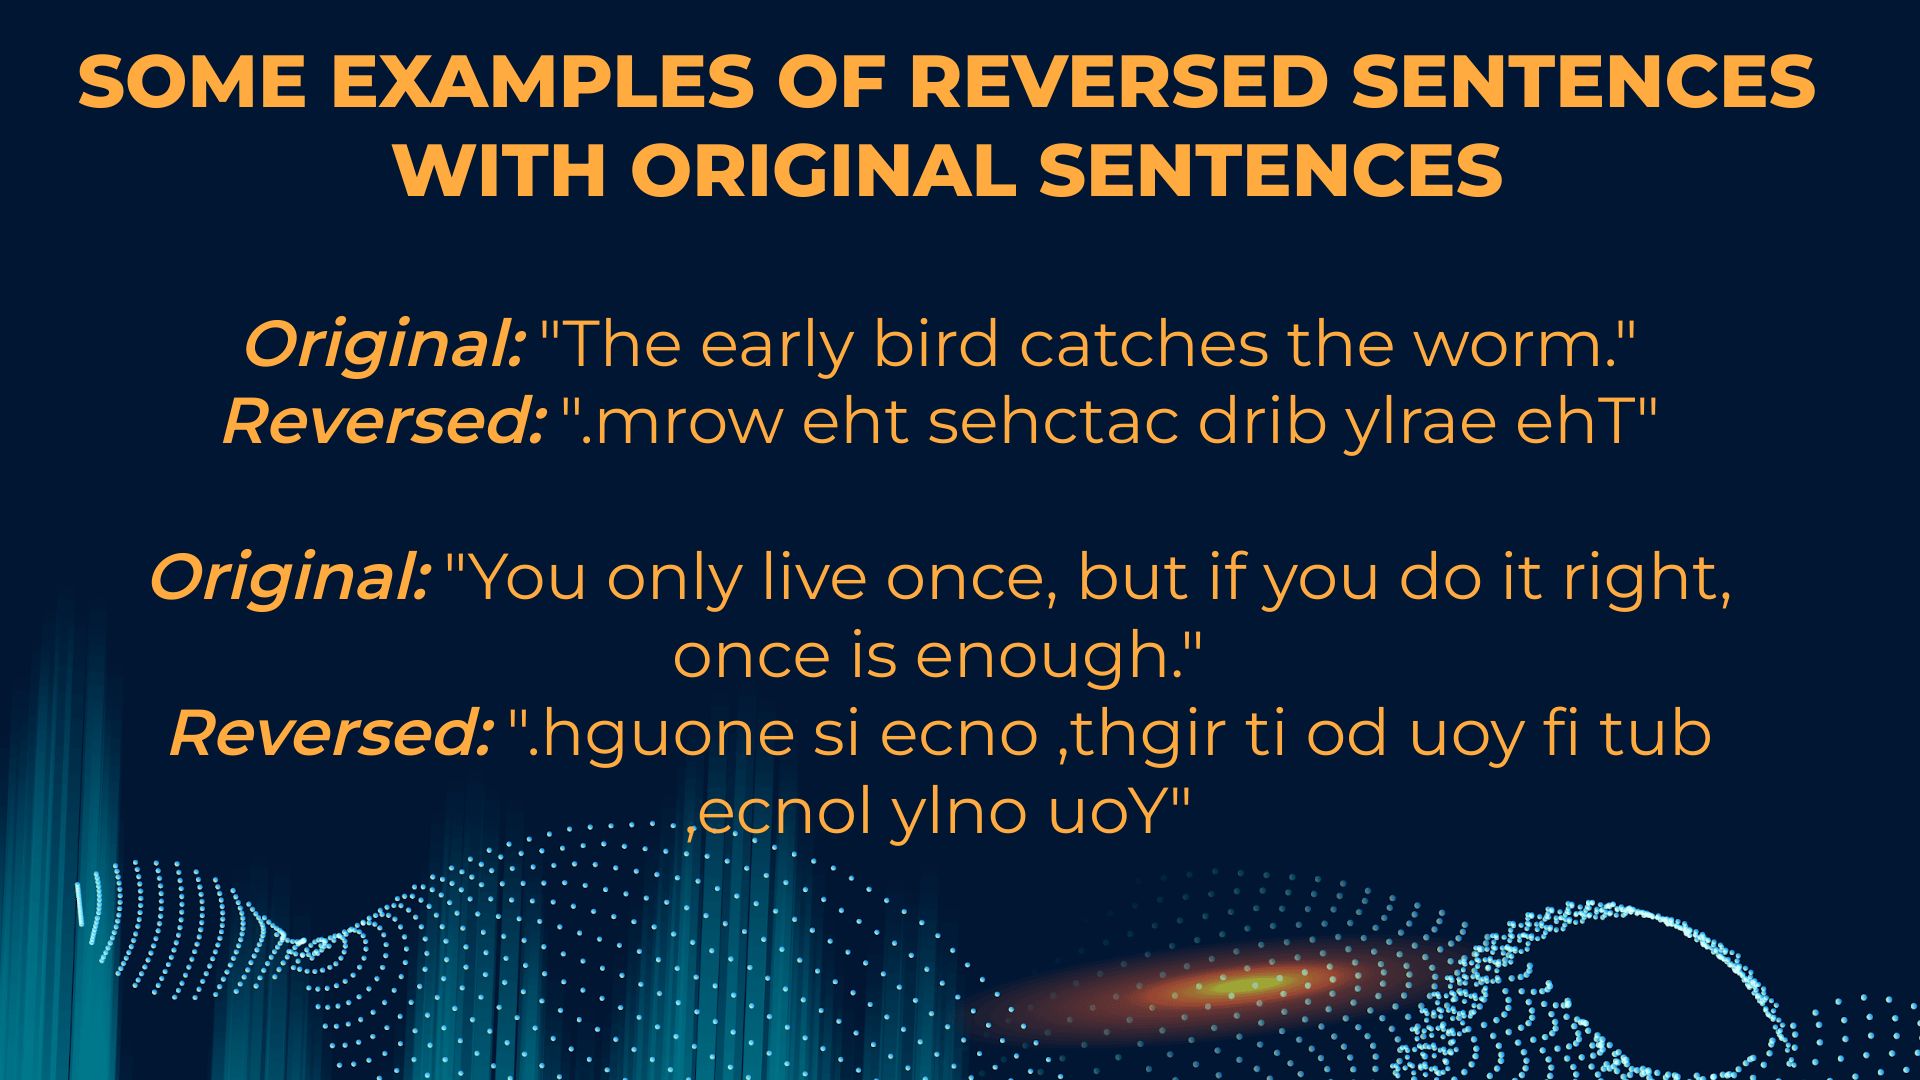 SOME EXAMPLES OF REVERSED SENTENCES
WITH ORIGINAL SENTENCES
Original: "The early bird catches the worm."
Reversed: ".mrow eht sehctac drib ylrae ehT"
Original: "You only live once, but if you do it right,
once is enough."
Reversed: ".hguone si ecno ,thgir ti od uoy fi tub
,ecnol ylno uoY"